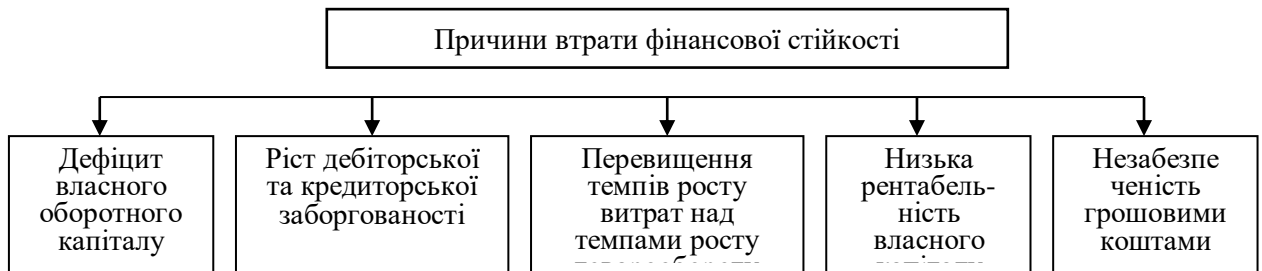 Причини втрати фінансової стійкості
Дефіцит
власного
оборотного
капіталу
Ріст дебіторської
та кредиторської
заборгованості
Перевищення
темпів росту
витрат над
темпами росту
Низька
рентабель-
ність
власного
Незабезпе
ченість
грошовими
коштами